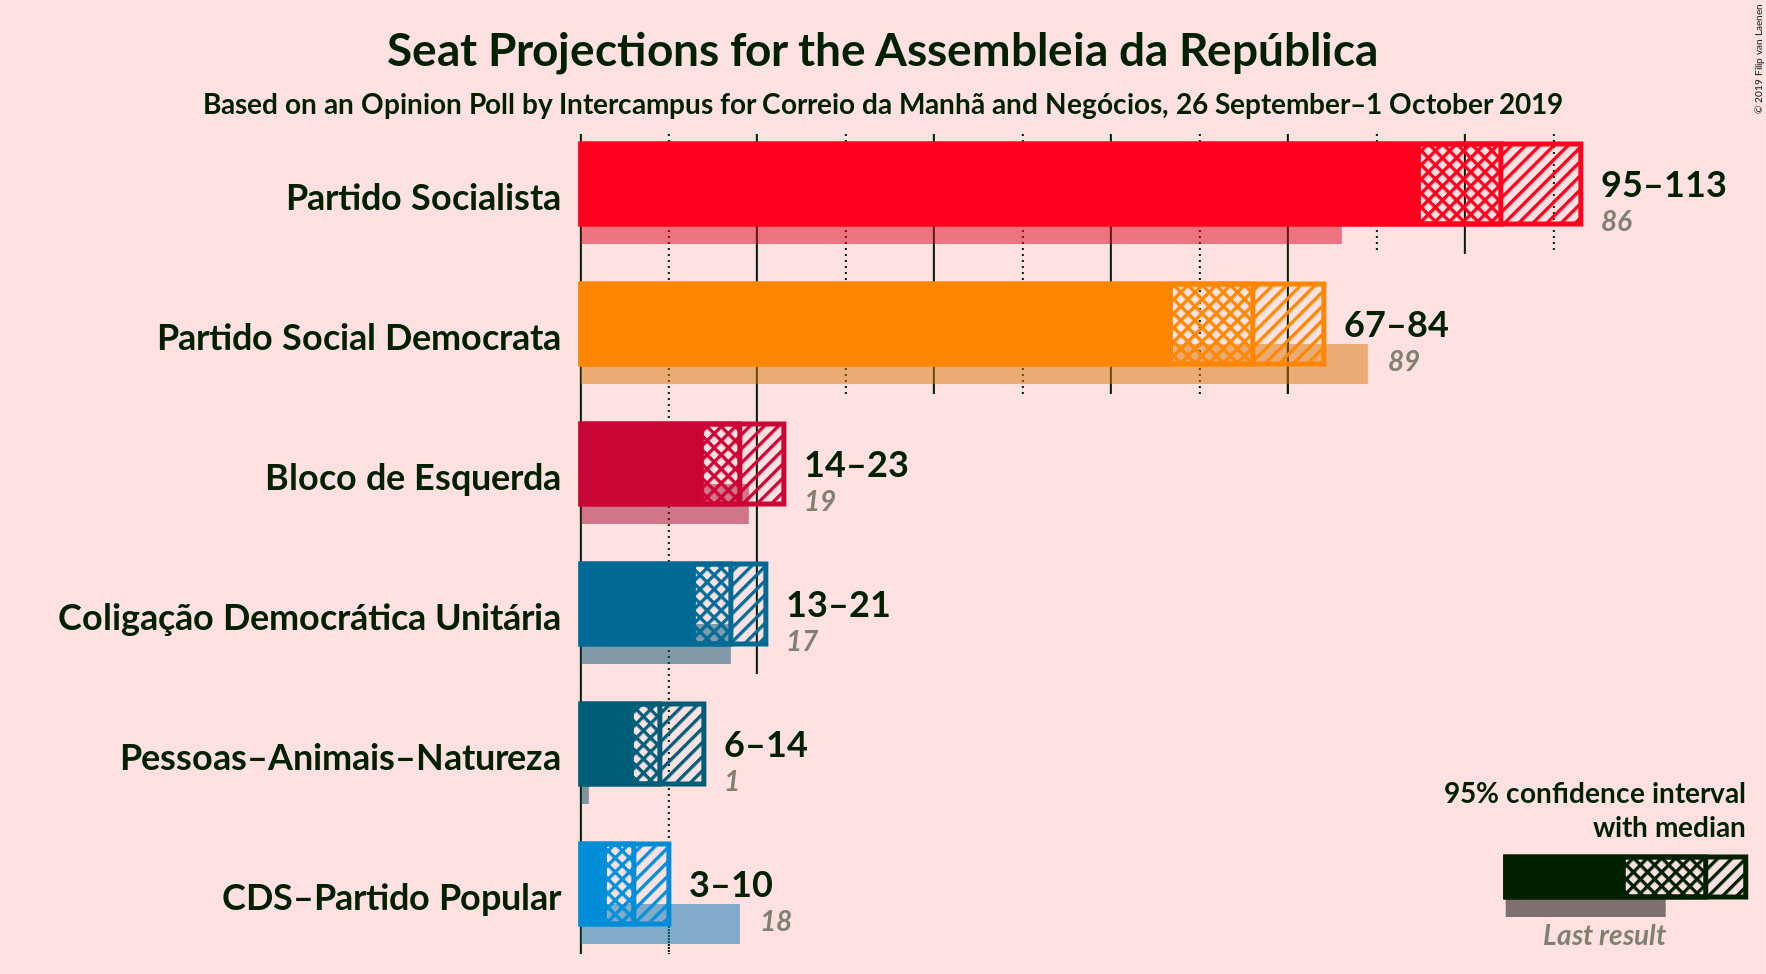 Seat Projections for the Assembleia da República
Based on an Opinion Poll by Intercampus for Correio da Manhã and Negócios, 26 September–1 October 2019
© 2019 Filip van Laenen
Partido Socialista
95–113
86
Partido Social Democrata
67–84
89
Bloco de Esquerda
14–23
19
Coligação Democrática Unitária
13–21
17
Pessoas–Animais–Natureza
6–14
1
CDS–Partido Popular
3–10
18
95% confidence interval
with median
Last result